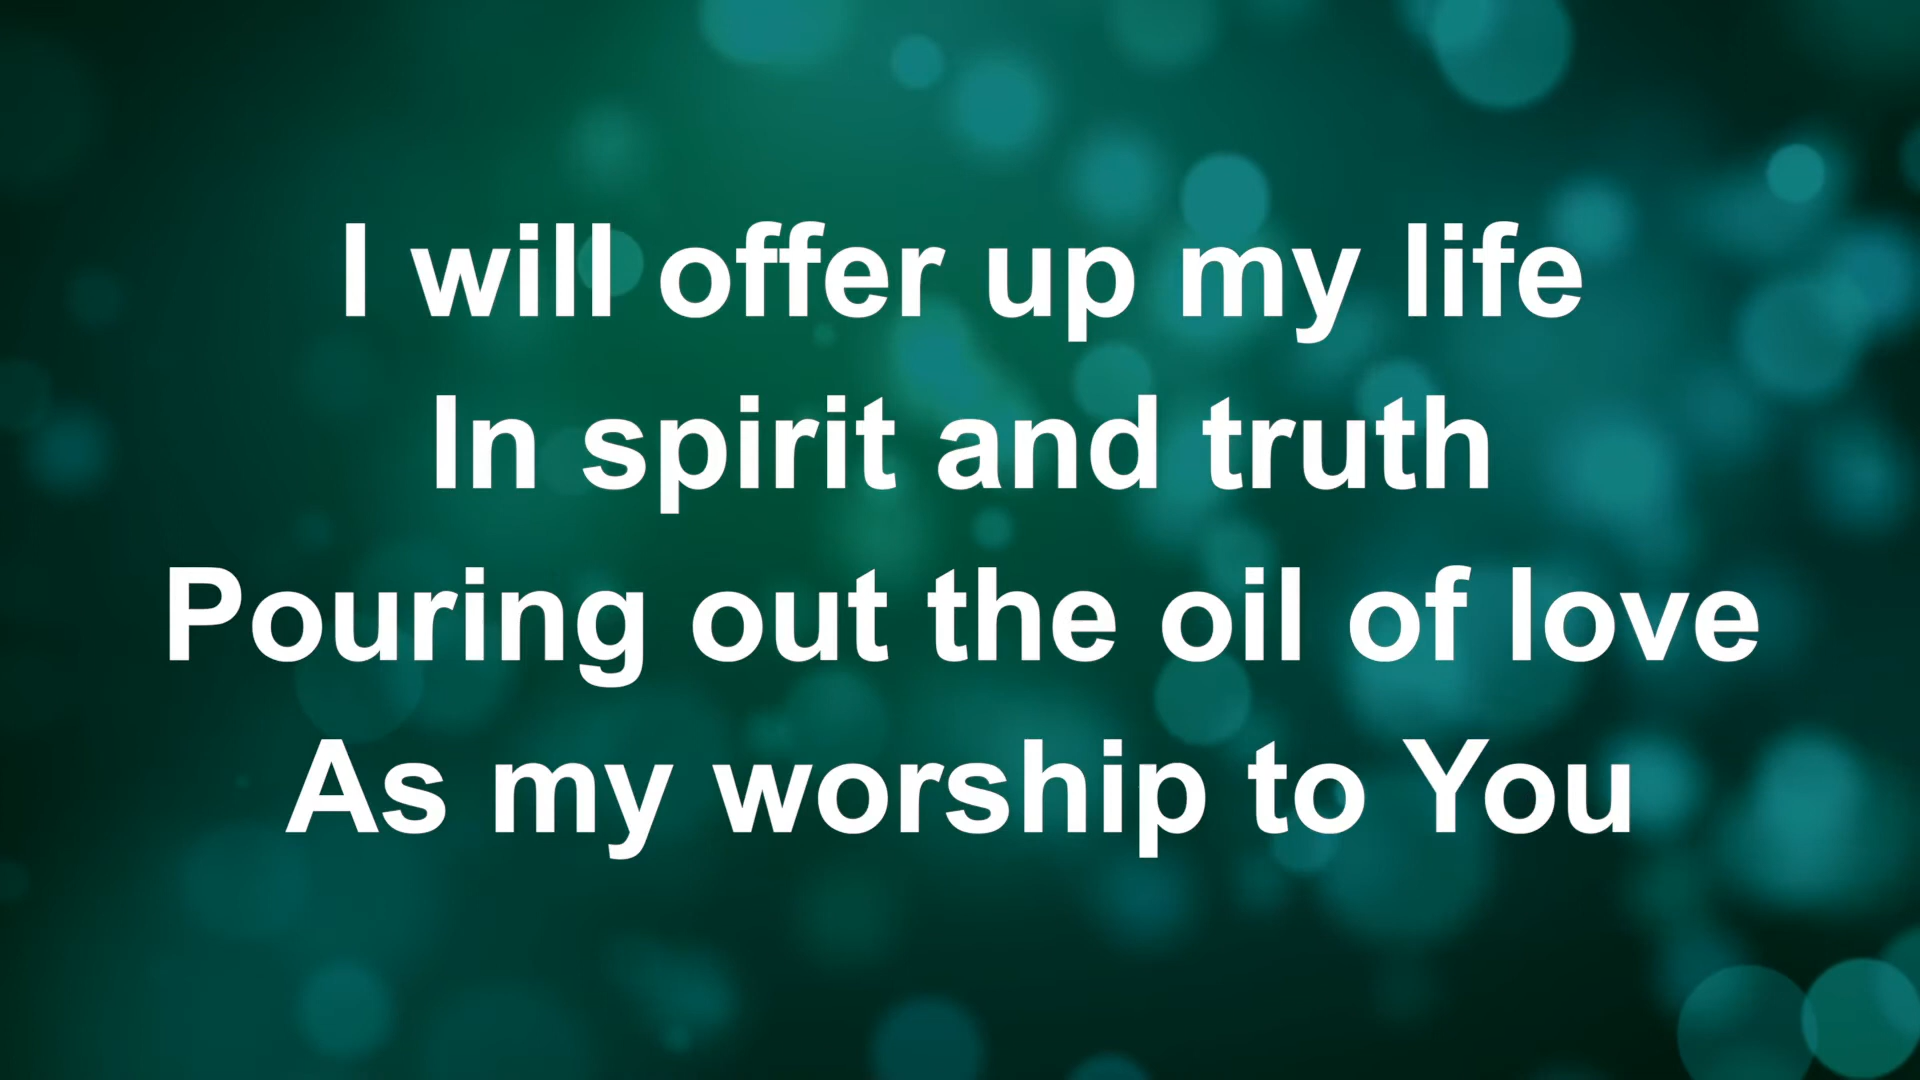 I will offer up my life
In spirit and truth
Pouring out the oil of love
As my worship to You